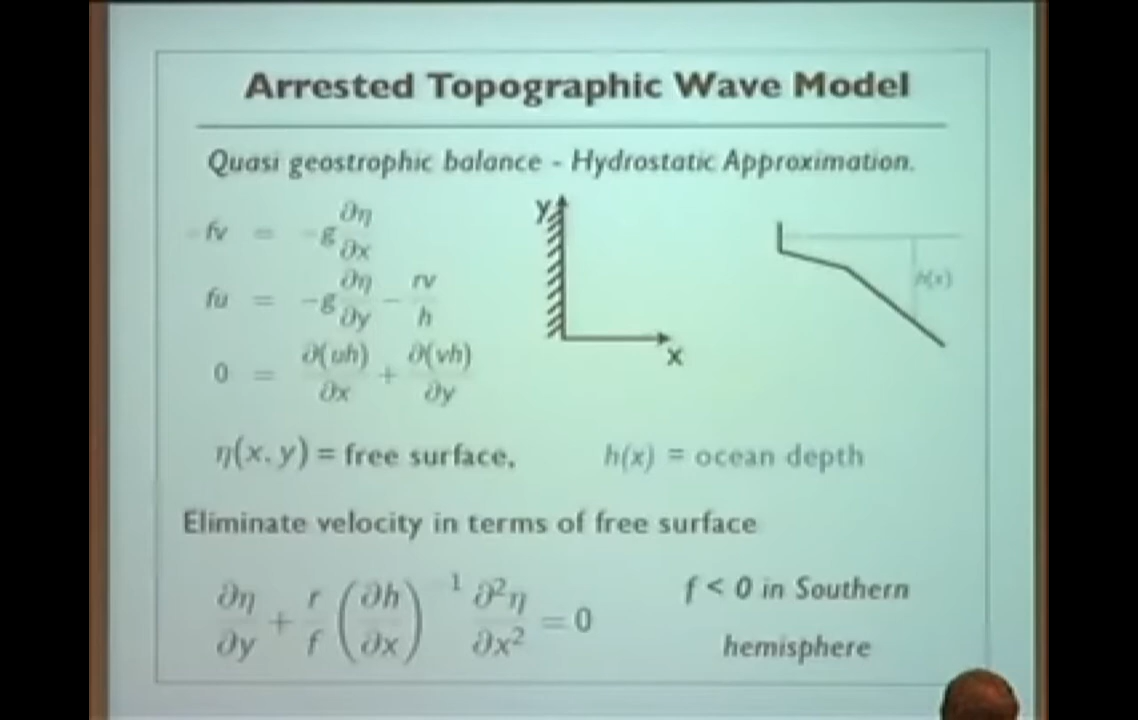 Arrested Topographic Wave Model
Quasi geostrophic balance - Hydrostatic Approximation.
-fv = -g ∂η/∂x
fu = -g ∂η/∂y - rv/h
0 = ∂(uh)/∂x + ∂(vh)/∂y
y
x
h(x)
η(x, y) = free surface, h(x) = ocean depth
Eliminate velocity in terms of free surface
∂η/∂y + r/f (∂h/∂x)^-1 ∂²η/∂x² = 0
f < 0 in Southern
hemisphere